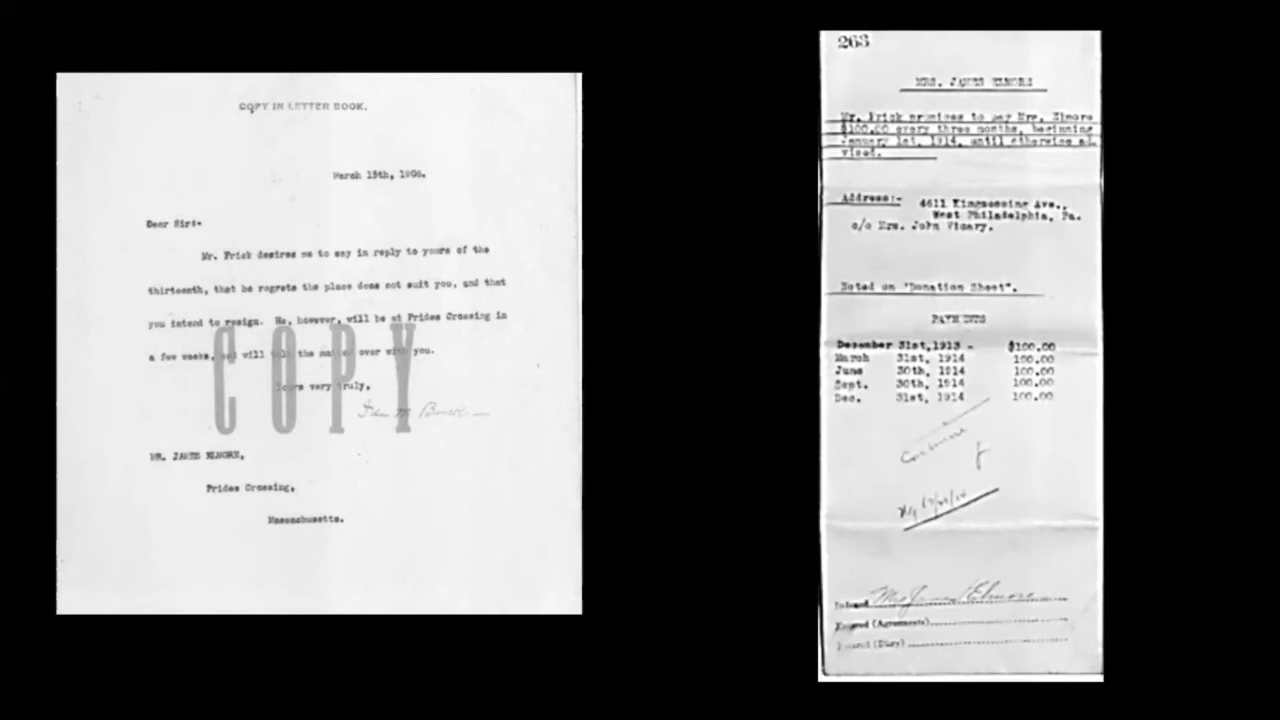 COPY IN LETTER BOOK.
March 15th, 1906.
Dear Sir:-
Mr. Frick desires me to say in reply to yours of the
thirteenth, that he regrets the place does not suit you, and that
you intend to resign. He, however, will be at Prides Crossing in
a few weeks, and will talk the matter over with you.
Yours very truly,
COPY
MR. JAMES ELMORE,
Prides Crossing,
Massachusetts.
263
MRS. JAMES ELMORE
Mr. Frick promises to pay Mrs. Elmore
$100.00 every three months, beginning
January 1st, 1914, until otherwise ad
vised.
Address:- 4611 Kingsessing Ave.,
West Philadelphia, Pa.
c/o Mrs. John Vicary.
Noted on "Donation Sheet".
PAYMENTS
December 31st, 1913 - $100.00
March 31st, 1914 100.00
June 30th, 1914 100.00
Sept. 30th, 1914 100.00
Dec. 31st, 1914 100.00
Indexed Mrs James Elmore
Entered (Agreements)
Entered (Diary)